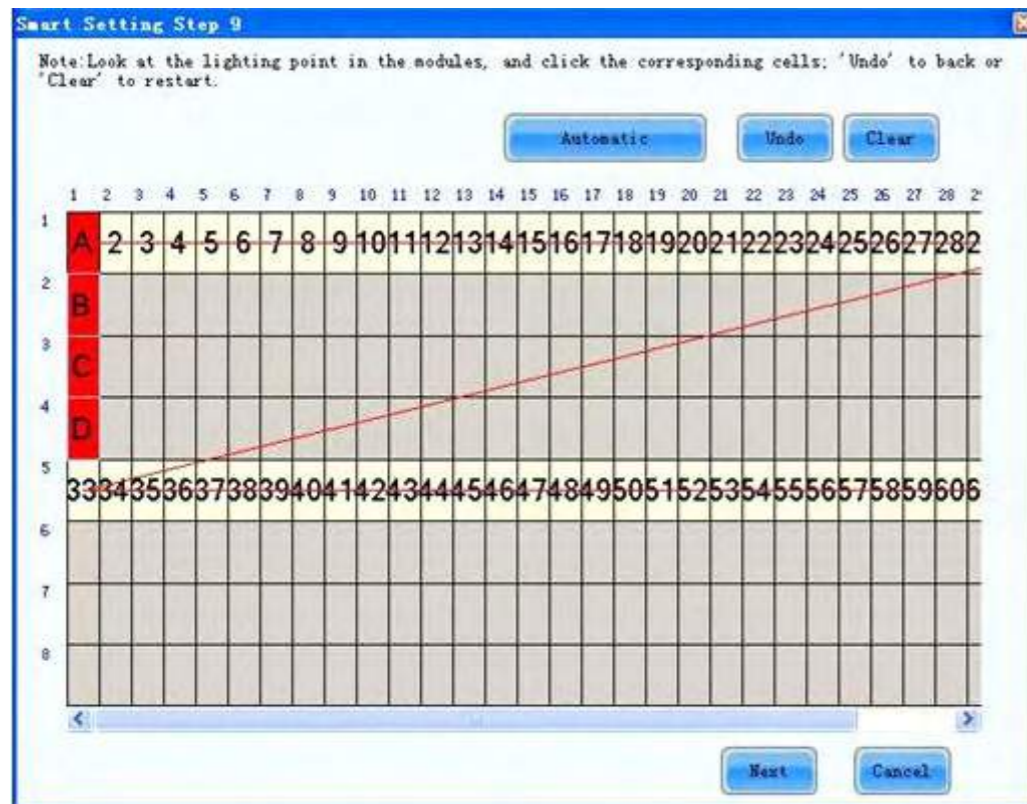 Smart Setting Step 9
Note:Look at the lighting point in the modules, and click the corresponding cells; 'Undo' to back or
'Clear' to restart.
Automatic Undo Clear
1 2 3 4 5 6 7 8 9 10 11 12 13 14 15 16 17 18 19 20 21 22 23 24 25 26 27 28 2
1 A 2 3 4 5 6 7 8 9 10 11 12 13 14 15 16 17 18 19 20 21 22 23 24 25 26 27 28 2
2 B
3 C
4 D
5 33 34 35 36 37 38 39 40 41 42 43 44 45 46 47 48 49 50 51 52 53 54 55 56 57 58 59 60 6
6
7
8
Next Cancel